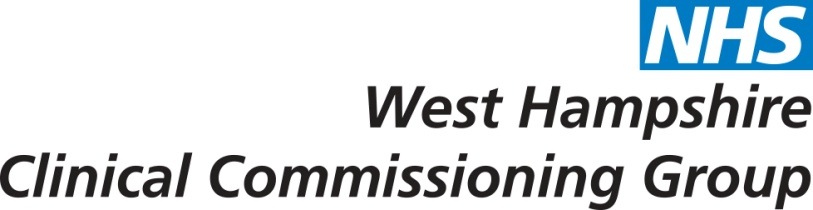 NHS
West Hampshire
Clinical Commissioning Group